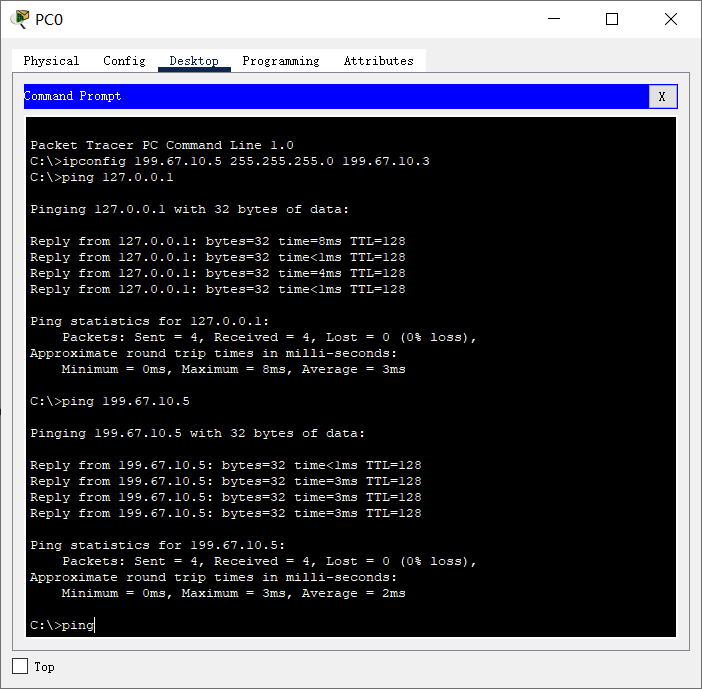 PC0
Physical Config Desktop Programming Attributes
Command Prompt X
Packet Tracer PC Command Line 1.0
C:\>ipconfig 199.67.10.5 255.255.255.0 199.67.10.3
C:\>ping 127.0.0.1
Pinging 127.0.0.1 with 32 bytes of data:
Reply from 127.0.0.1: bytes=32 time=8ms TTL=128
Reply from 127.0.0.1: bytes=32 time<1ms TTL=128
Reply from 127.0.0.1: bytes=32 time=4ms TTL=128
Reply from 127.0.0.1: bytes=32 time<1ms TTL=128
Ping statistics for 127.0.0.1:
Packets: Sent = 4, Received = 4, Lost = 0 (0% loss),
Approximate round trip times in milli-seconds:
Minimum = 0ms, Maximum = 8ms, Average = 3ms
C:\>ping 199.67.10.5
Pinging 199.67.10.5 with 32 bytes of data:
Reply from 199.67.10.5: bytes=32 time<1ms TTL=128
Reply from 199.67.10.5: bytes=32 time=3ms TTL=128
Reply from 199.67.10.5: bytes=32 time=3ms TTL=128
Reply from 199.67.10.5: bytes=32 time=3ms TTL=128
Ping statistics for 199.67.10.5:
Packets: Sent = 4, Received = 4, Lost = 0 (0% loss),
Approximate round trip times in milli-seconds:
Minimum = 0ms, Maximum = 3ms, Average = 2ms
C:\>ping
Top